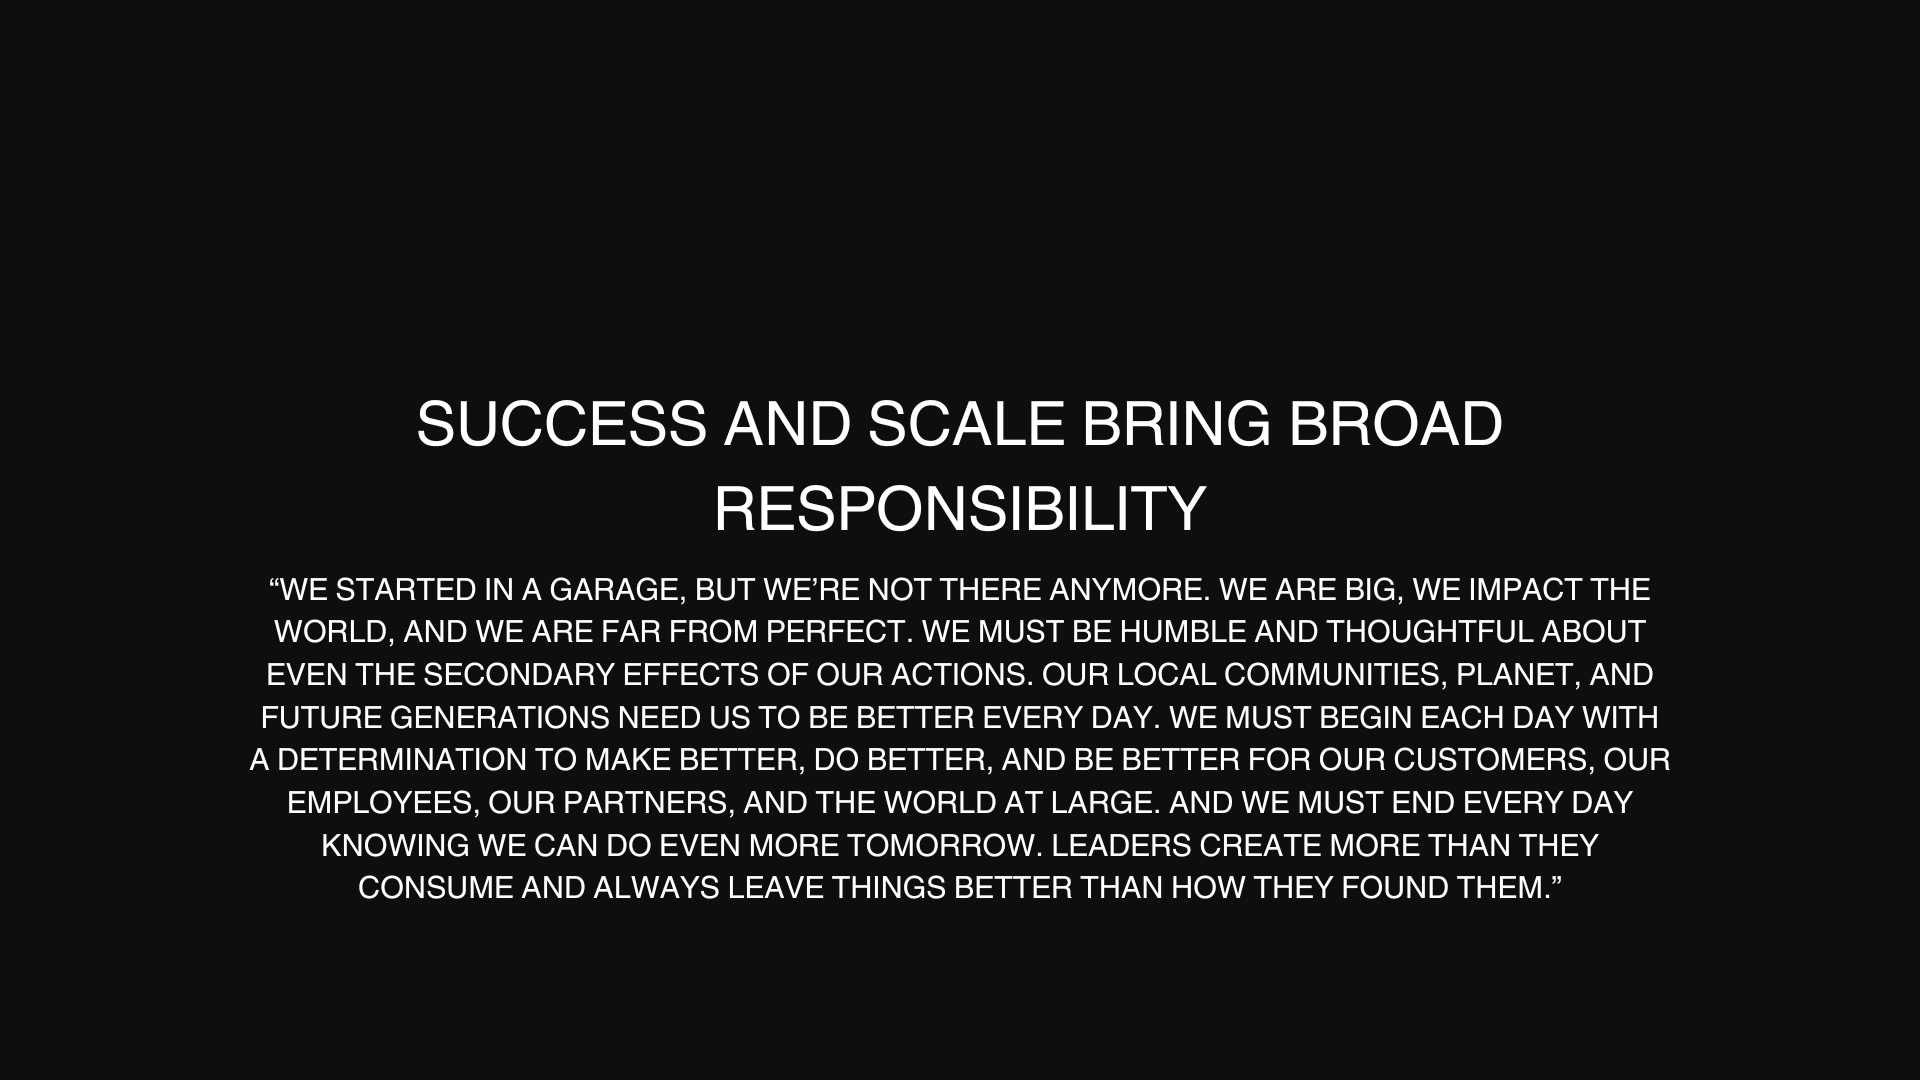 SUCCESS AND SCALE BRING BROAD
RESPONSIBILITY
“WE STARTED IN A GARAGE, BUT WE’RE NOT THERE ANYMORE. WE ARE BIG, WE IMPACT THE
WORLD, AND WE ARE FAR FROM PERFECT. WE MUST BE HUMBLE AND THOUGHTFUL ABOUT
EVEN THE SECONDARY EFFECTS OF OUR ACTIONS. OUR LOCAL COMMUNITIES, PLANET, AND
FUTURE GENERATIONS NEED US TO BE BETTER EVERY DAY. WE MUST BEGIN EACH DAY WITH
A DETERMINATION TO MAKE BETTER, DO BETTER, AND BE BETTER FOR OUR CUSTOMERS, OUR
EMPLOYEES, OUR PARTNERS, AND THE WORLD AT LARGE. AND WE MUST END EVERY DAY
KNOWING WE CAN DO EVEN MORE TOMORROW. LEADERS CREATE MORE THAN THEY
CONSUME AND ALWAYS LEAVE THINGS BETTER THAN HOW THEY FOUND THEM.”